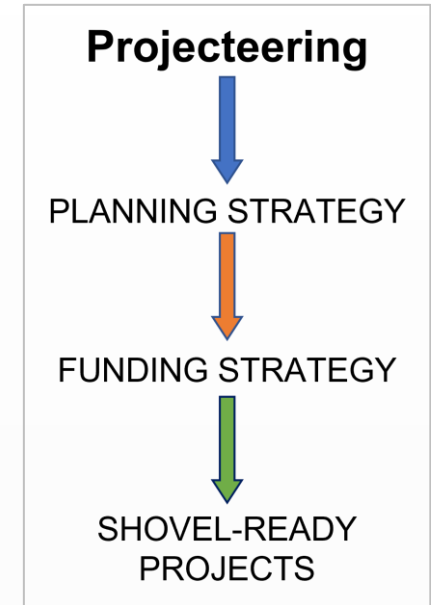 Projecteering
PLANNING STRATEGY
FUNDING STRATEGY
SHOVEL-READY
PROJECTS